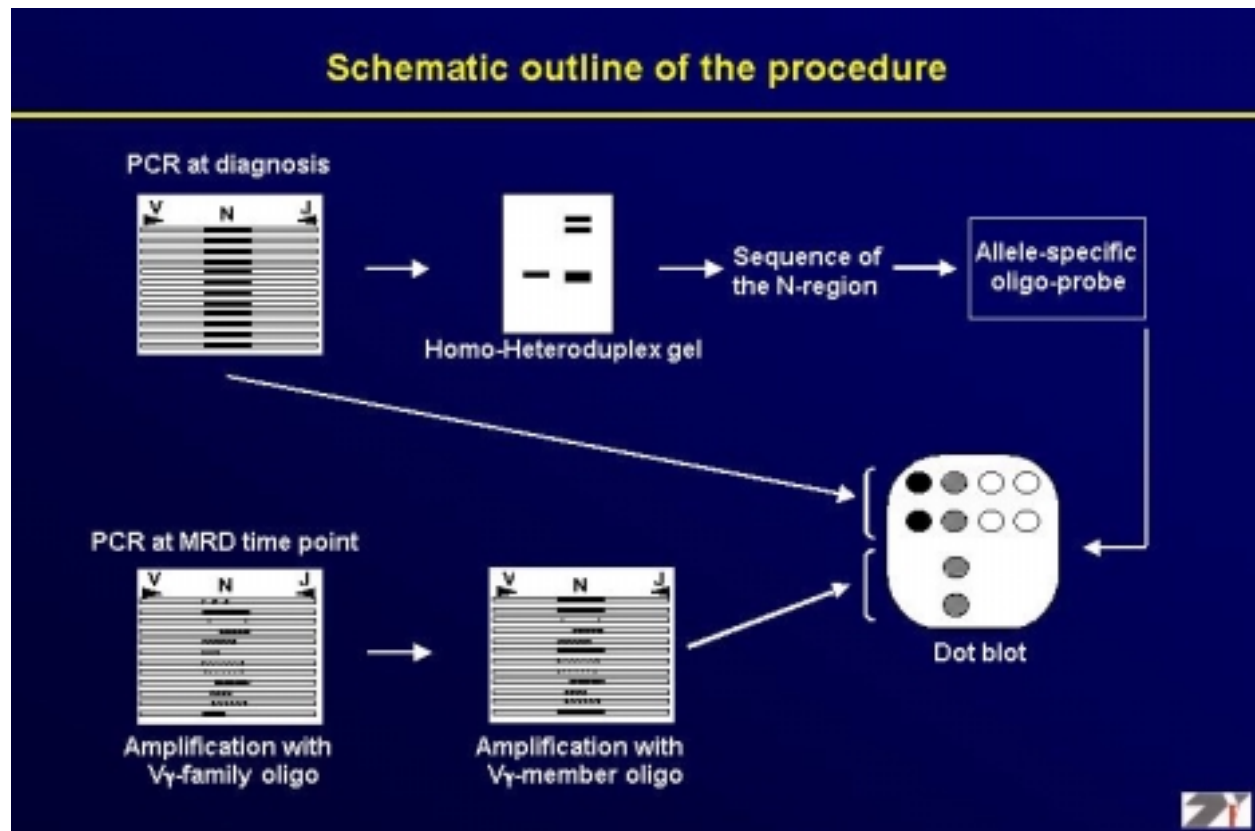 Schematic outline of the procedure
PCR at diagnosis
V N J
Homo-Heteroduplex gel
Sequence of
the N-region
Allele-specific
oligo-probe
PCR at MRD time point
V N J
Amplification with
Vγ-family oligo
V N J
Amplification with
Vγ-member oligo
Dot blot